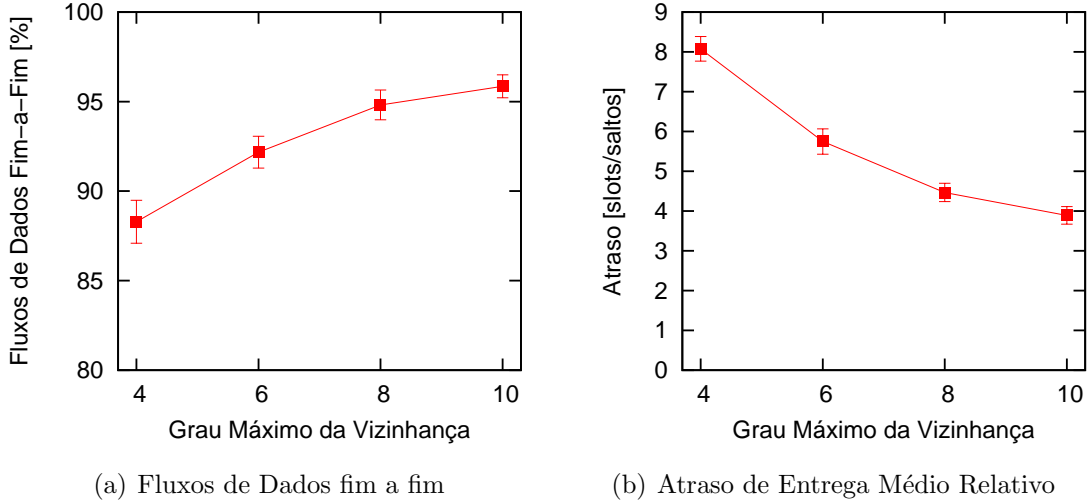 100
95
90
85
80
4 6 8 10
Fluxos de Dados Fim−a−Fim [%]
Grau Máximo da Vizinhança
(a) Fluxos de Dados fim a fim
9
8
7
6
5
4
3
2
1
0
4 6 8 10
Atraso [slots/saltos]
Grau Máximo da Vizinhança
(b) Atraso de Entrega Médio Relativo